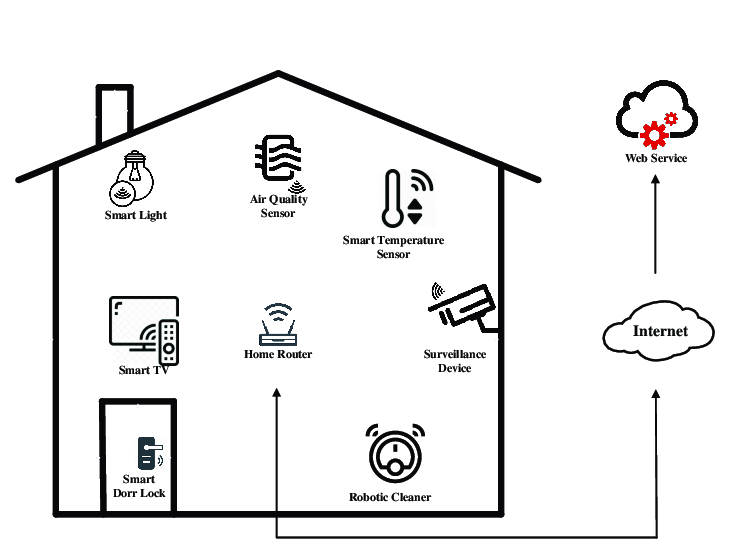 Web Service
Smart Light
Air Quality
Sensor
Smart Temperature
Sensor
Internet
Smart TV
Home Router
Surveillance
Device
Smart
Dorr Lock
Robotic Cleaner